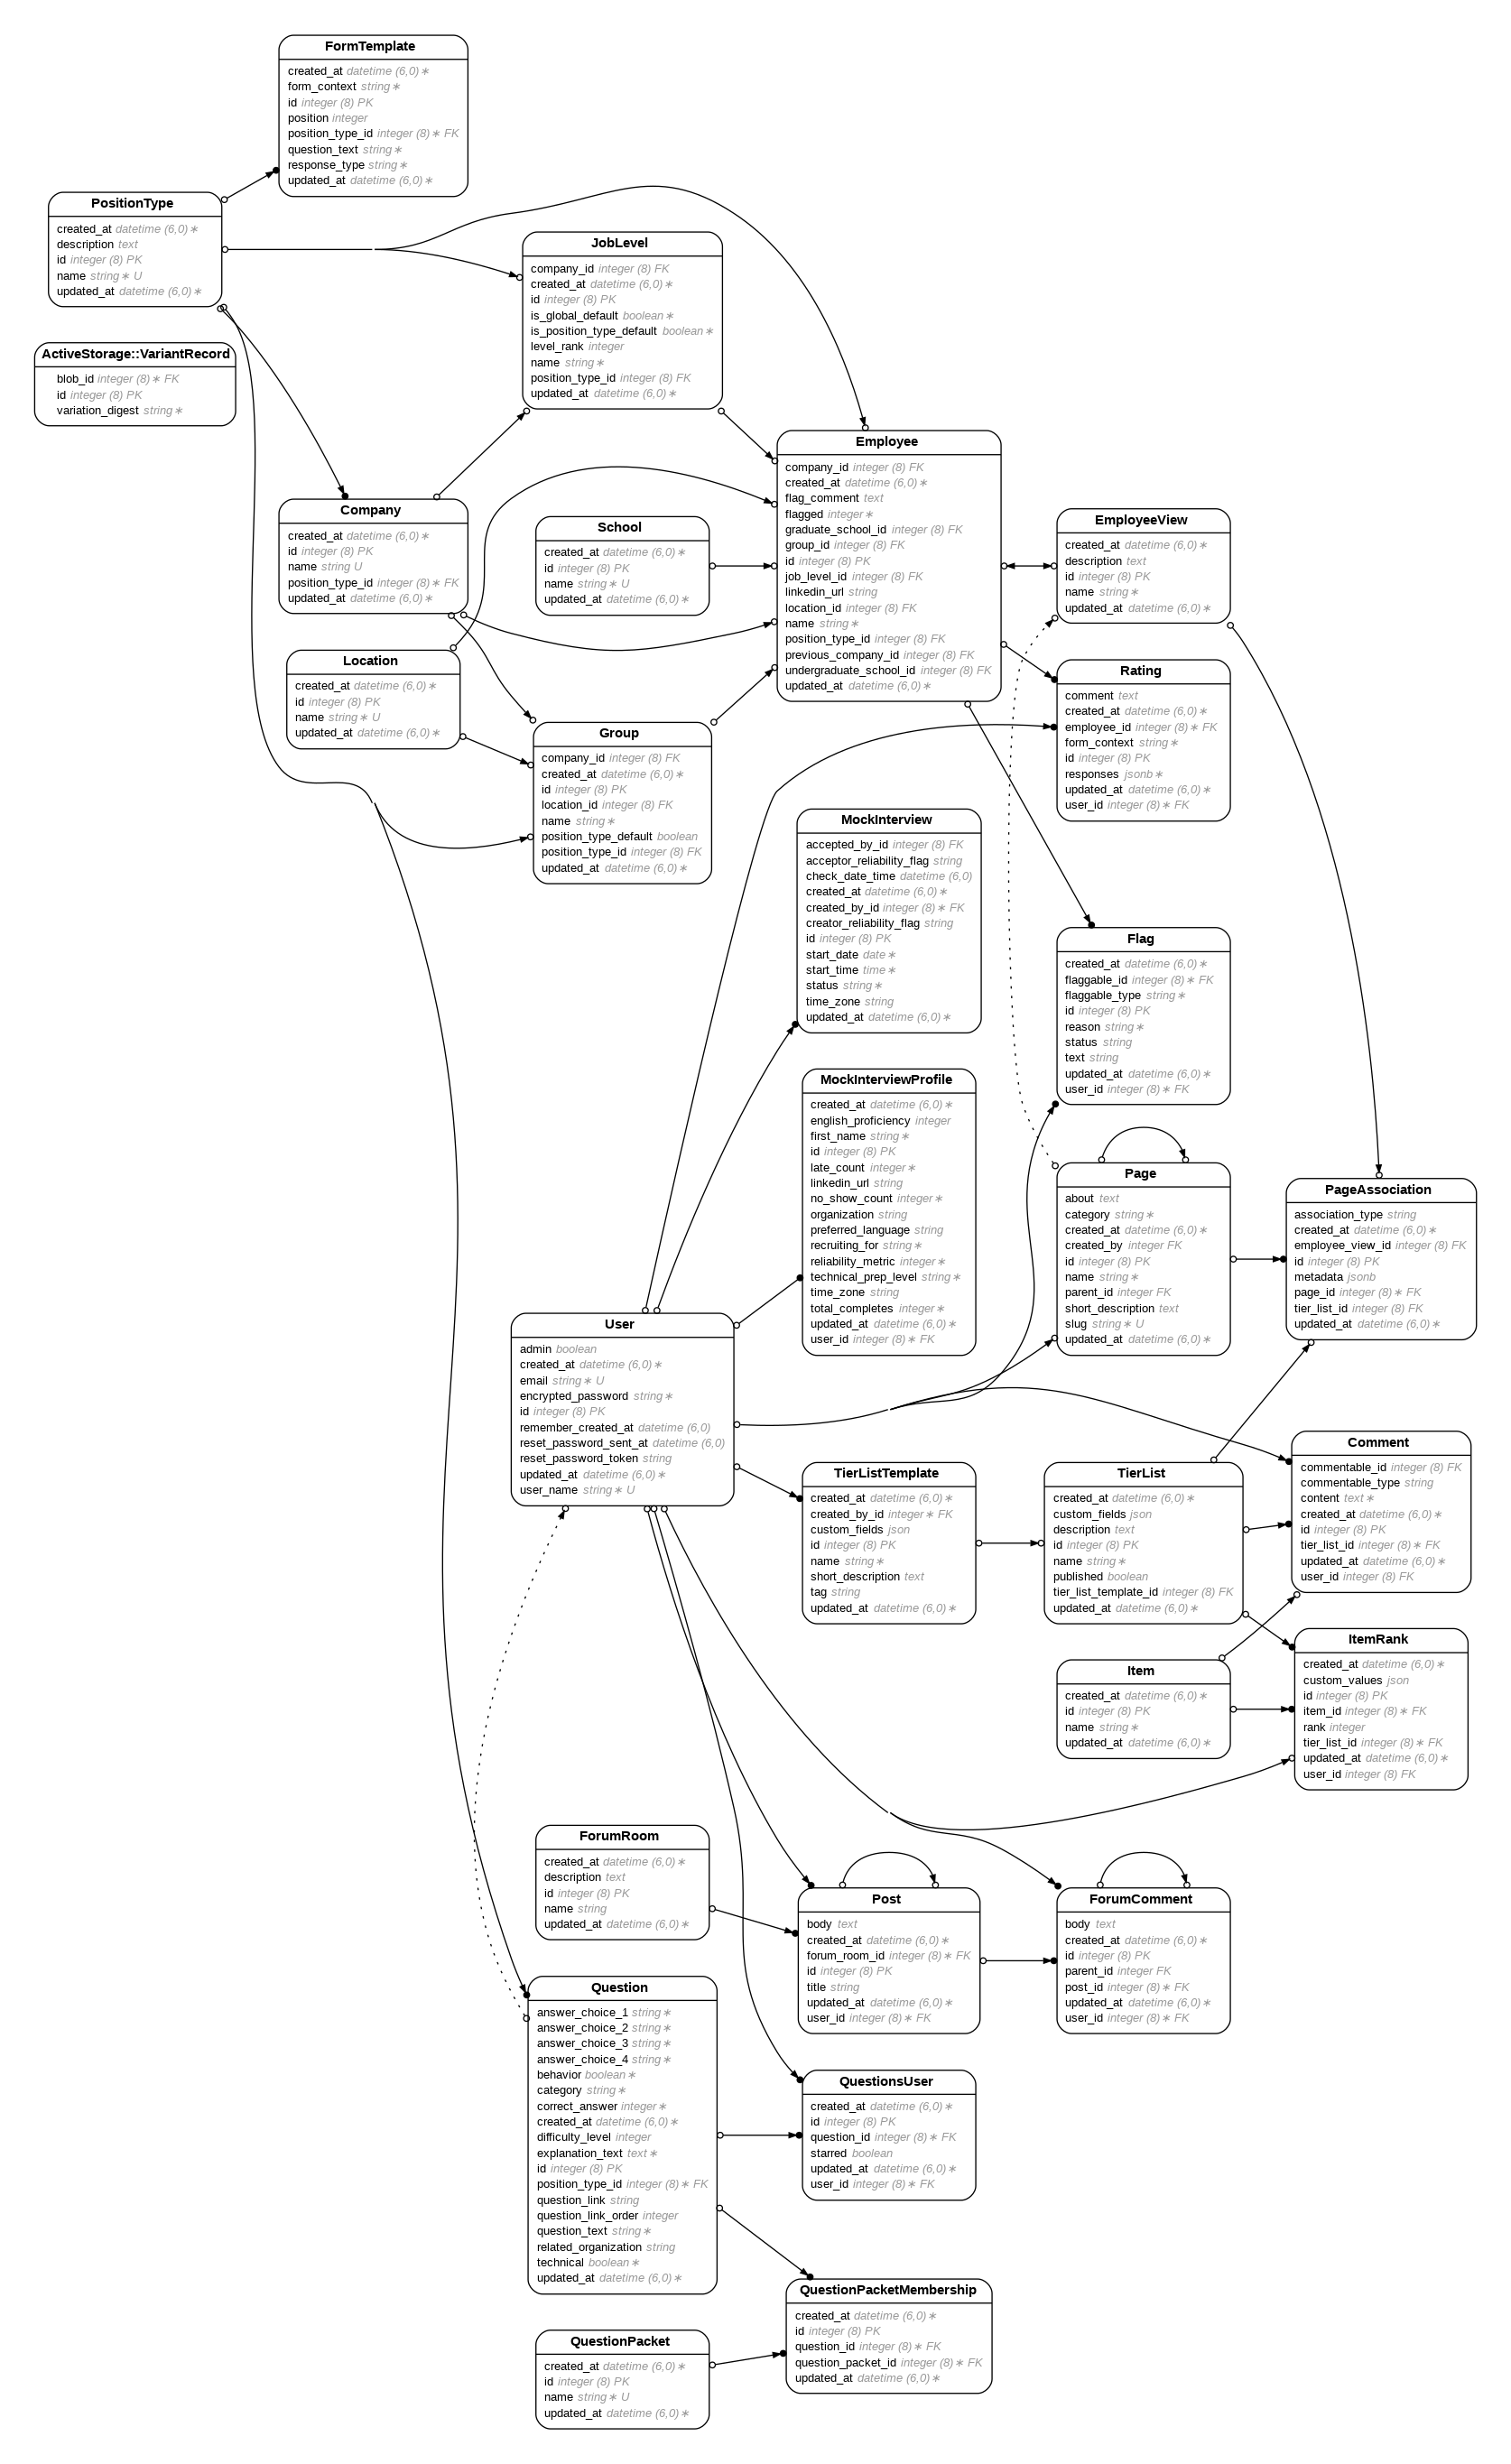 FormTemplate
created_at datetime (6,0)∗
form_context string∗
id integer (8) PK
position integer
position_type_id integer (8)∗ FK
question_text string∗
response_type string∗
updated_at datetime (6,0)∗
PositionType
created_at datetime (6,0)∗
description text
id integer (8) PK
name string∗ U
updated_at datetime (6,0)∗
JobLevel
company_id integer (8) FK
created_at datetime (6,0)∗
id integer (8) PK
is_global_default boolean∗
is_position_type_default boolean∗
level_rank integer
name string∗
position_type_id integer (8) FK
updated_at datetime (6,0)∗
ActiveStorage::VariantRecord
blob_id integer (8)∗ FK
id integer (8) PK
variation_digest string∗
Employee
company_id integer (8) FK
created_at datetime (6,0)∗
flag_comment text
flagged integer∗
graduate_school_id integer (8) FK
group_id integer (8) FK
id integer (8) PK
job_level_id integer (8) FK
linkedin_url string
location_id integer (8) FK
name string∗
position_type_id integer (8) FK
previous_company_id integer (8) FK
undergraduate_school_id integer (8) FK
updated_at datetime (6,0)∗
Company
created_at datetime (6,0)∗
id integer (8) PK
name string U
position_type_id integer (8)∗ FK
updated_at datetime (6,0)∗
School
created_at datetime (6,0)∗
id integer (8) PK
name string∗ U
updated_at datetime (6,0)∗
EmployeeView
created_at datetime (6,0)∗
description text
id integer (8) PK
name string∗
updated_at datetime (6,0)∗
Location
created_at datetime (6,0)∗
id integer (8) PK
name string∗ U
updated_at datetime (6,0)∗
Rating
comment text
created_at datetime (6,0)∗
employee_id integer (8)∗ FK
form_context string∗
id integer (8) PK
responses jsonb∗
updated_at datetime (6,0)∗
user_id integer (8)∗ FK
Group
company_id integer (8) FK
created_at datetime (6,0)∗
id integer (8) PK
location_id integer (8) FK
name string∗
position_type_default boolean
position_type_id integer (8) FK
updated_at datetime (6,0)∗
MockInterview
accepted_by_id integer (8) FK
acceptor_reliability_flag string
check_date_time datetime (6,0)
created_at datetime (6,0)∗
created_by_id integer (8)∗ FK
creator_reliability_flag string
id integer (8) PK
start_date date∗
start_time time∗
status string∗
time_zone string
updated_at datetime (6,0)∗
Flag
created_at datetime (6,0)∗
flaggable_id integer (8)∗ FK
flaggable_type string∗
id integer (8) PK
reason string∗
status string
text string
updated_at datetime (6,0)∗
user_id integer (8)∗ FK
MockInterviewProfile
created_at datetime (6,0)∗
english_proficiency integer
first_name string∗
id integer (8) PK
late_count integer∗
linkedin_url string
no_show_count integer∗
organization string
preferred_language string
recruiting_for string∗
reliability_metric integer∗
technical_prep_level string∗
time_zone string
total_completes integer∗
updated_at datetime (6,0)∗
user_id integer (8)∗ FK
Page
about text
category string∗
created_at datetime (6,0)∗
created_by integer FK
id integer (8) PK
name string∗
parent_id integer FK
short_description text
slug string∗ U
updated_at datetime (6,0)∗
PageAssociation
association_type string
created_at datetime (6,0)∗
employee_view_id integer (8) FK
id integer (8) PK
metadata jsonb
page_id integer (8)∗ FK
tier_list_id integer (8) FK
updated_at datetime (6,0)∗
User
admin boolean
created_at datetime (6,0)∗
email string∗ U
encrypted_password string∗
id integer (8) PK
remember_created_at datetime (6,0)
reset_password_sent_at datetime (6,0)
reset_password_token string
updated_at datetime (6,0)∗
user_name string∗ U
TierListTemplate
created_at datetime (6,0)∗
created_by_id integer∗ FK
custom_fields json
id integer (8) PK
name string∗
short_description text
tag string
updated_at datetime (6,0)∗
TierList
created_at datetime (6,0)∗
custom_fields json
description text
id integer (8) PK
name string∗
published boolean
tier_list_template_id integer (8) FK
updated_at datetime (6,0)∗
Comment
commentable_id integer (8) FK
commentable_type string
content text∗
created_at datetime (6,0)∗
id integer (8) PK
tier_list_id integer (8)∗ FK
updated_at datetime (6,0)∗
user_id integer (8) FK
Item
created_at datetime (6,0)∗
id integer (8) PK
name string∗
updated_at datetime (6,0)∗
ItemRank
created_at datetime (6,0)∗
custom_values json
id integer (8) PK
item_id integer (8)∗ FK
rank integer
tier_list_id integer (8)∗ FK
updated_at datetime (6,0)∗
user_id integer (8) FK
ForumRoom
created_at datetime (6,0)∗
description text
id integer (8) PK
name string
updated_at datetime (6,0)∗
Post
body text
created_at datetime (6,0)∗
forum_room_id integer (8)∗ FK
id integer (8) PK
title string
updated_at datetime (6,0)∗
user_id integer (8)∗ FK
ForumComment
body text
created_at datetime (6,0)∗
id integer (8) PK
parent_id integer FK
post_id integer (8)∗ FK
updated_at datetime (6,0)∗
user_id integer (8)∗ FK
Question
answer_choice_1 string∗
answer_choice_2 string∗
answer_choice_3 string∗
answer_choice_4 string∗
behavior boolean∗
category string∗
correct_answer integer∗
created_at datetime (6,0)∗
difficulty_level integer
explanation_text text∗
id integer (8) PK
position_type_id integer (8)∗ FK
question_link string
question_link_order integer
question_text string∗
related_organization string
technical boolean∗
updated_at datetime (6,0)∗
QuestionsUser
created_at datetime (6,0)∗
id integer (8) PK
question_id integer (8)∗ FK
starred boolean
updated_at datetime (6,0)∗
user_id integer (8)∗ FK
QuestionPacketMembership
created_at datetime (6,0)∗
id integer (8) PK
question_id integer (8)∗ FK
question_packet_id integer (8)∗ FK
updated_at datetime (6,0)∗
QuestionPacket
created_at datetime (6,0)∗
id integer (8) PK
name string∗ U
updated_at datetime (6,0)∗